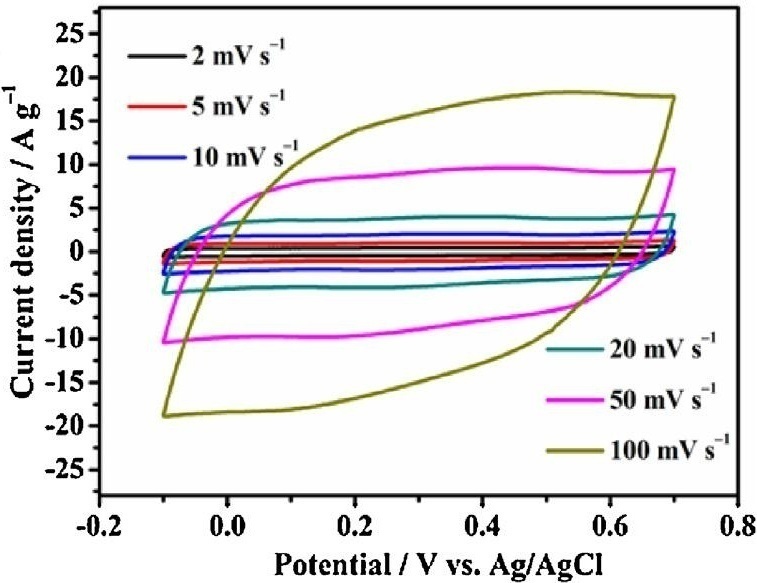 2 mV s⁻¹
5 mV s⁻¹
10 mV s⁻¹
20 mV s⁻¹
50 mV s⁻¹
100 mV s⁻¹
Current density / A g⁻¹
25
20
15
10
5
0
-5
-10
-15
-20
-25
-0.2 0.0 0.2 0.4 0.6 0.8
Potential / V vs. Ag/AgCl